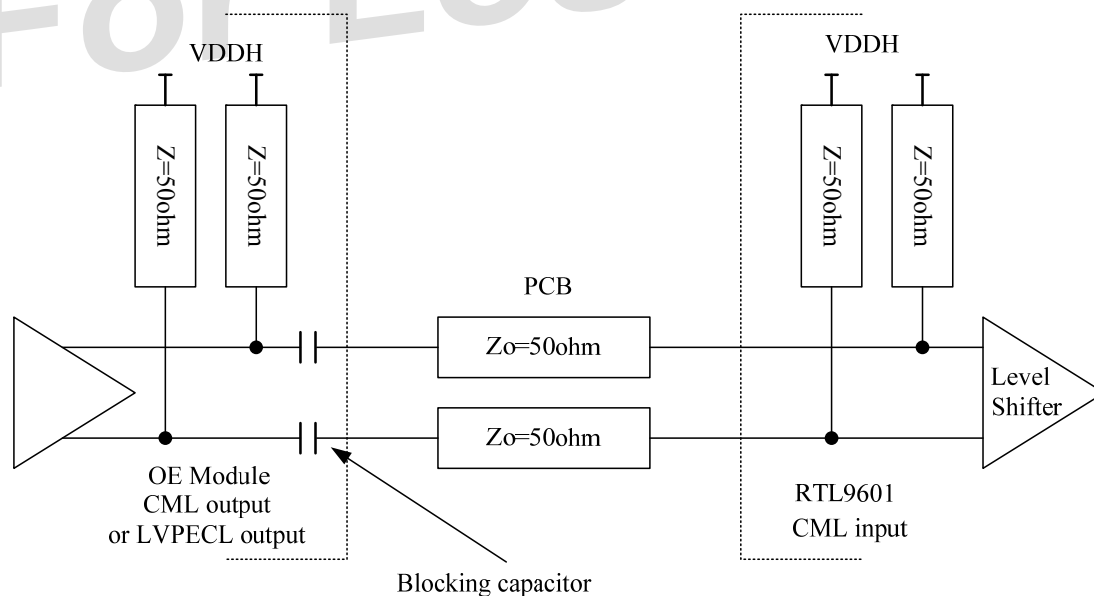 VDDH
VDDH
Z=50ohm
Z=50ohm
Z=50ohm
Z=50ohm
PCB
Zo=50ohm
Zo=50ohm
Level
Shifter
OE Module
CML output
or LVPECL output
RTL9601
CML input
Blocking capacitor